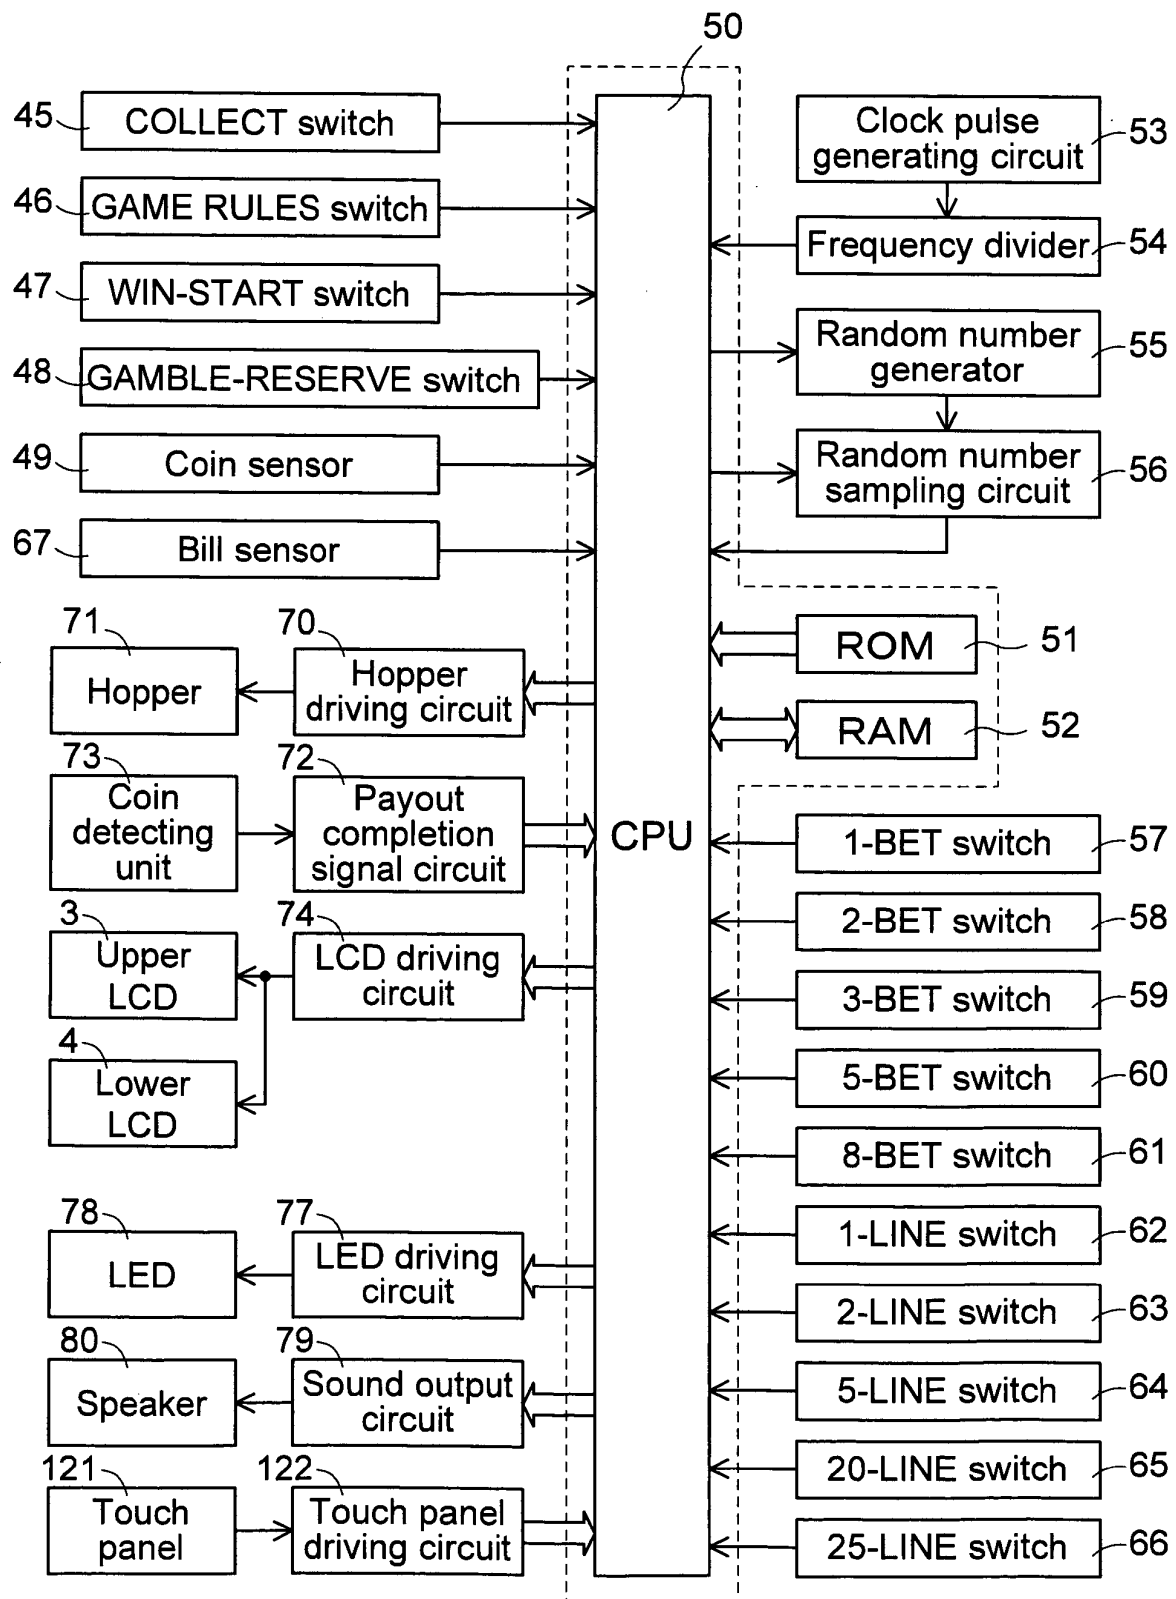 50
45
COLLECT switch
46
GAME RULES switch
47
WIN-START switch
48
GAMBLE-RESERVE switch
49
Coin sensor
67
Bill sensor
71
Hopper
70
Hopper
driving circuit
73
Coin
detecting
unit
72
Payout
completion
signal circuit
3
Upper
LCD
74
LCD driving
circuit
4
Lower
LCD
78
LED
77
LED driving
circuit
80
Speaker
79
Sound output
circuit
121
Touch
panel
122
Touch panel
driving circuit
CPU
Clock pulse
generating circuit
53
Frequency divider
54
Random number
generator
55
Random number
sampling circuit
56
ROM
51
RAM
52
1-BET switch
57
2-BET switch
58
3-BET switch
59
5-BET switch
60
8-BET switch
61
1-LINE switch
62
2-LINE switch
63
5-LINE switch
64
20-LINE switch
65
25-LINE switch
66